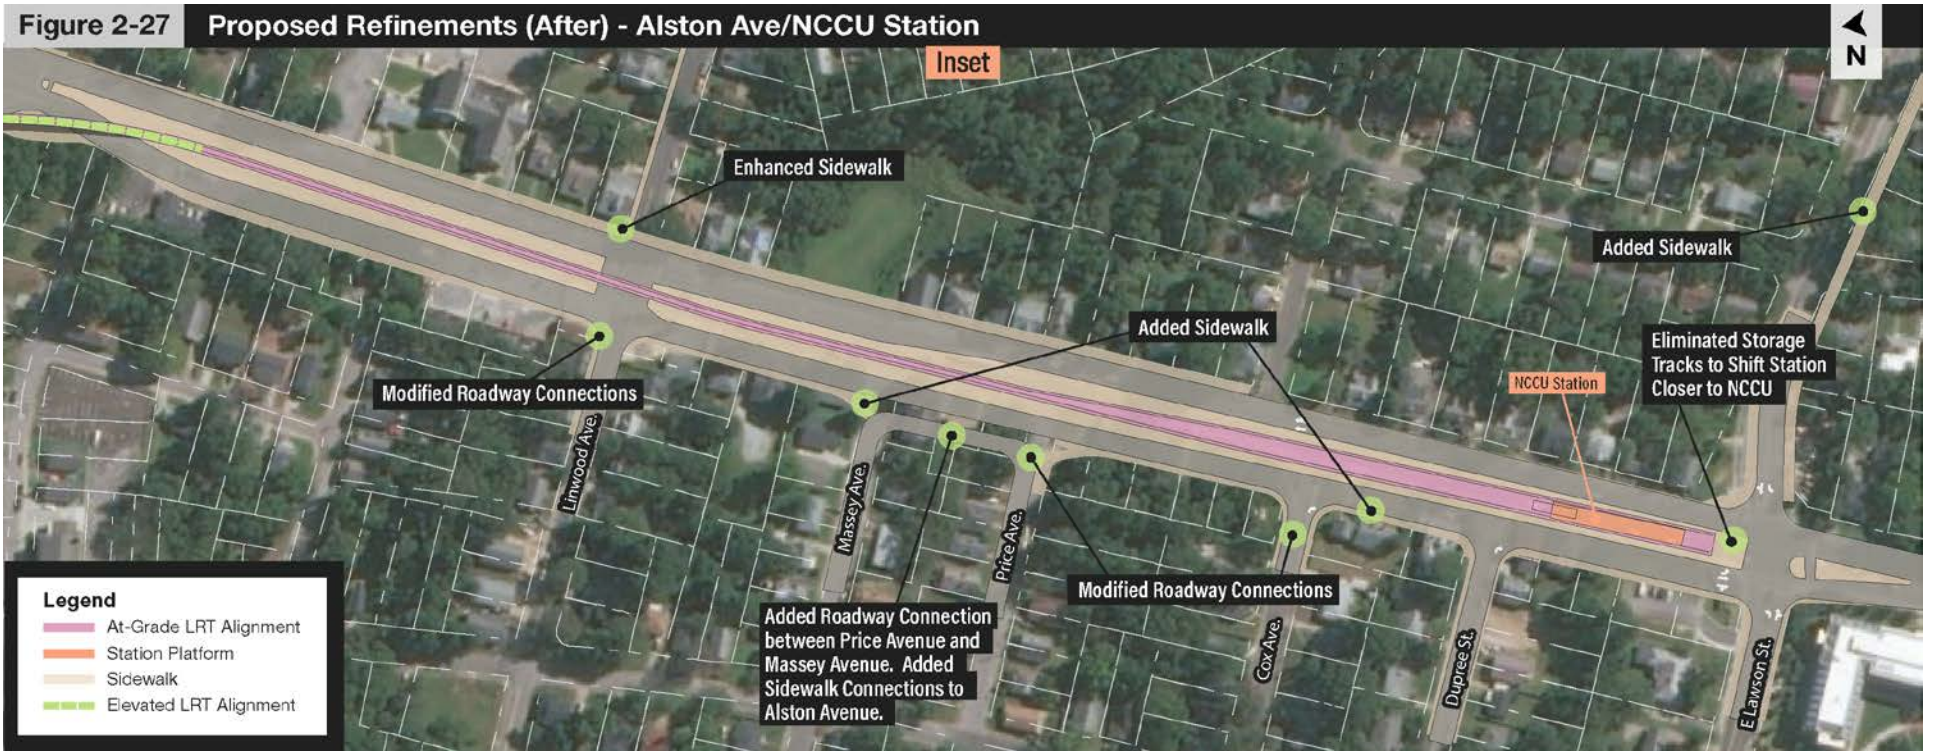 Figure 2-27 Proposed Refinements (After) - Alston Ave/NCCU Station
N
Inset
Enhanced Sidewalk
Added Sidewalk
Added Sidewalk
Eliminated Storage
Tracks to Shift Station
Closer to NCCU
NCCU Station
Modified Roadway Connections
Linwood Ave.
Massey Ave.
Price Ave.
Modified Roadway Connections
Added Roadway Connection
between Price Avenue and
Massey Avenue. Added
Sidewalk Connections to
Alston Avenue.
Cox Ave.
Dupree St.
E Lawson St.
Legend
At-Grade LRT Alignment
Station Platform
Sidewalk
Elevated LRT Alignment